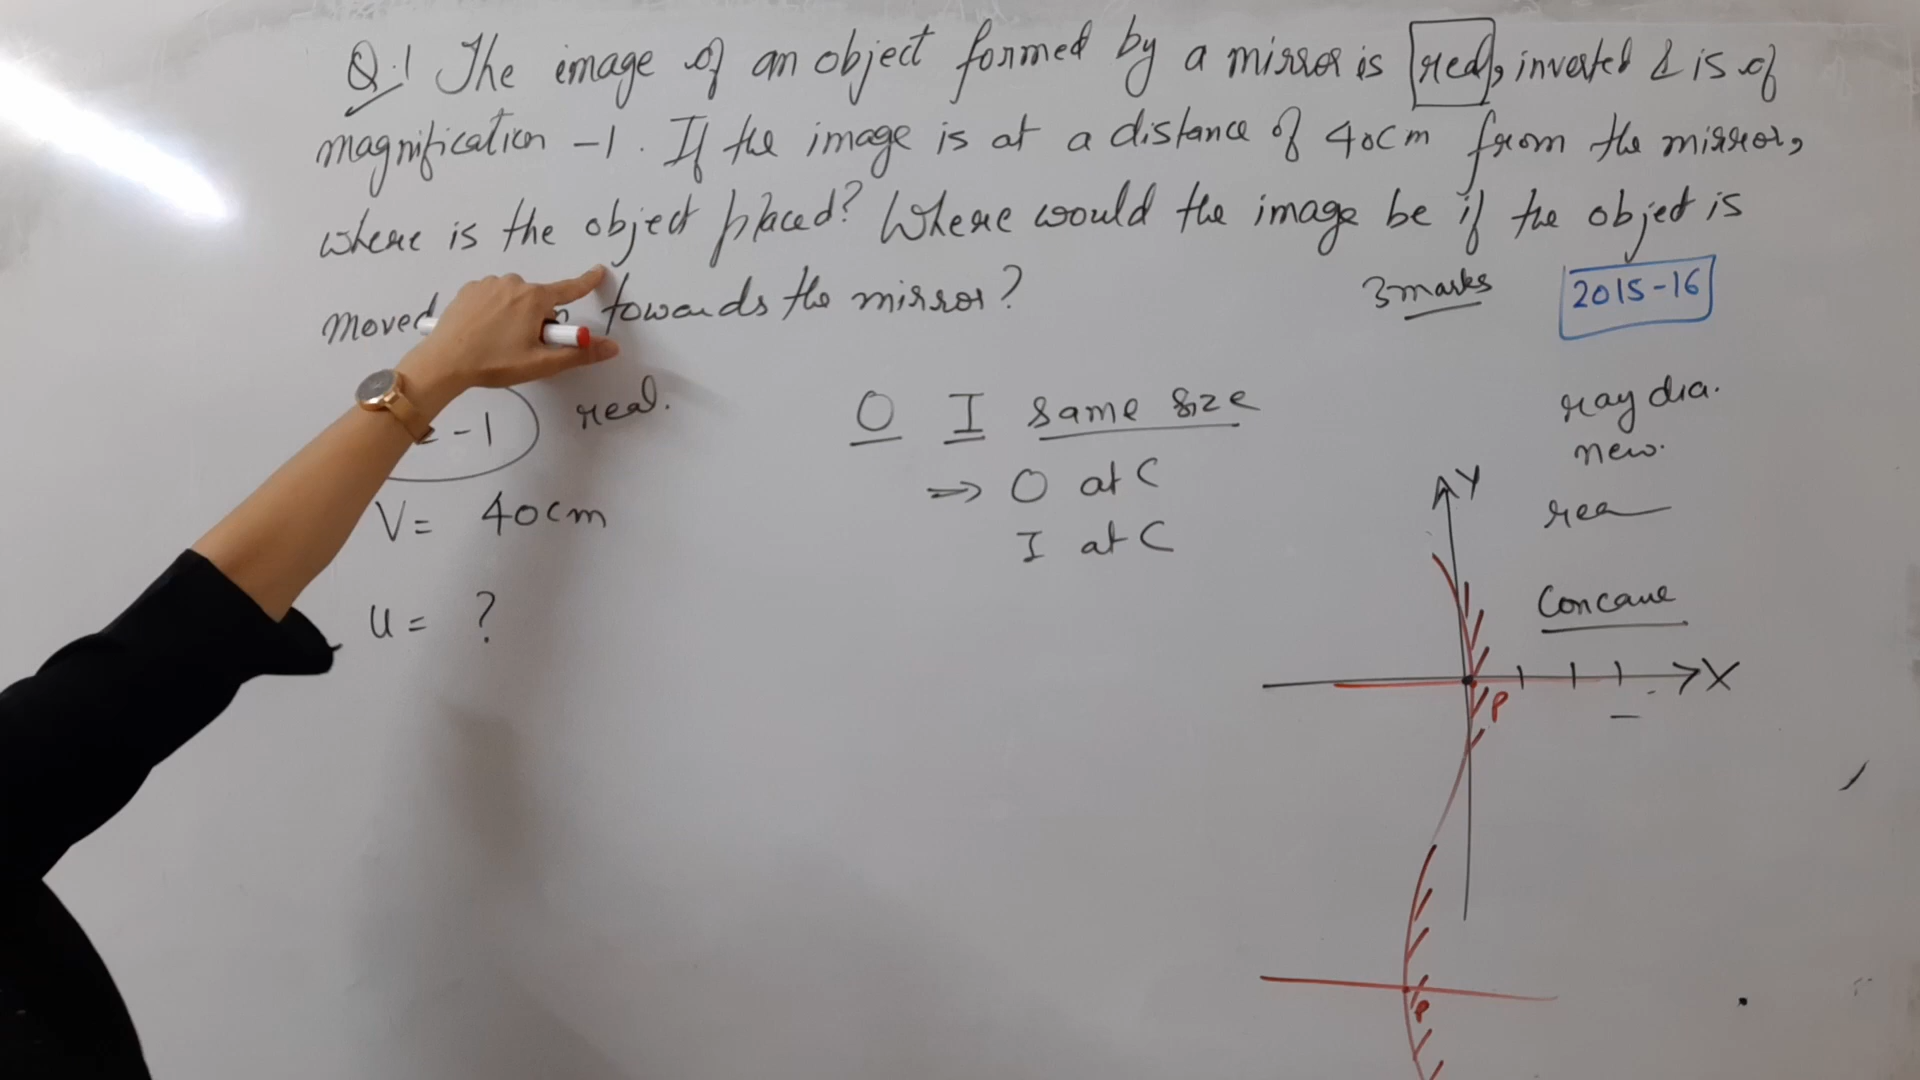 Q.1 The image of an object formed by a mirror is real, inverted & is of
magnification -1. If the image is at a distance of 40cm from the mirror,
where is the object placed? Where would the image be if the object is
moved towards the mirror?
3 marks
2015-16
real.
= -1
V = 40cm
u = ?
O I same size
⇒ O at C
I at C
ray dia.
new.
rea
Concave
Y
X
P
P